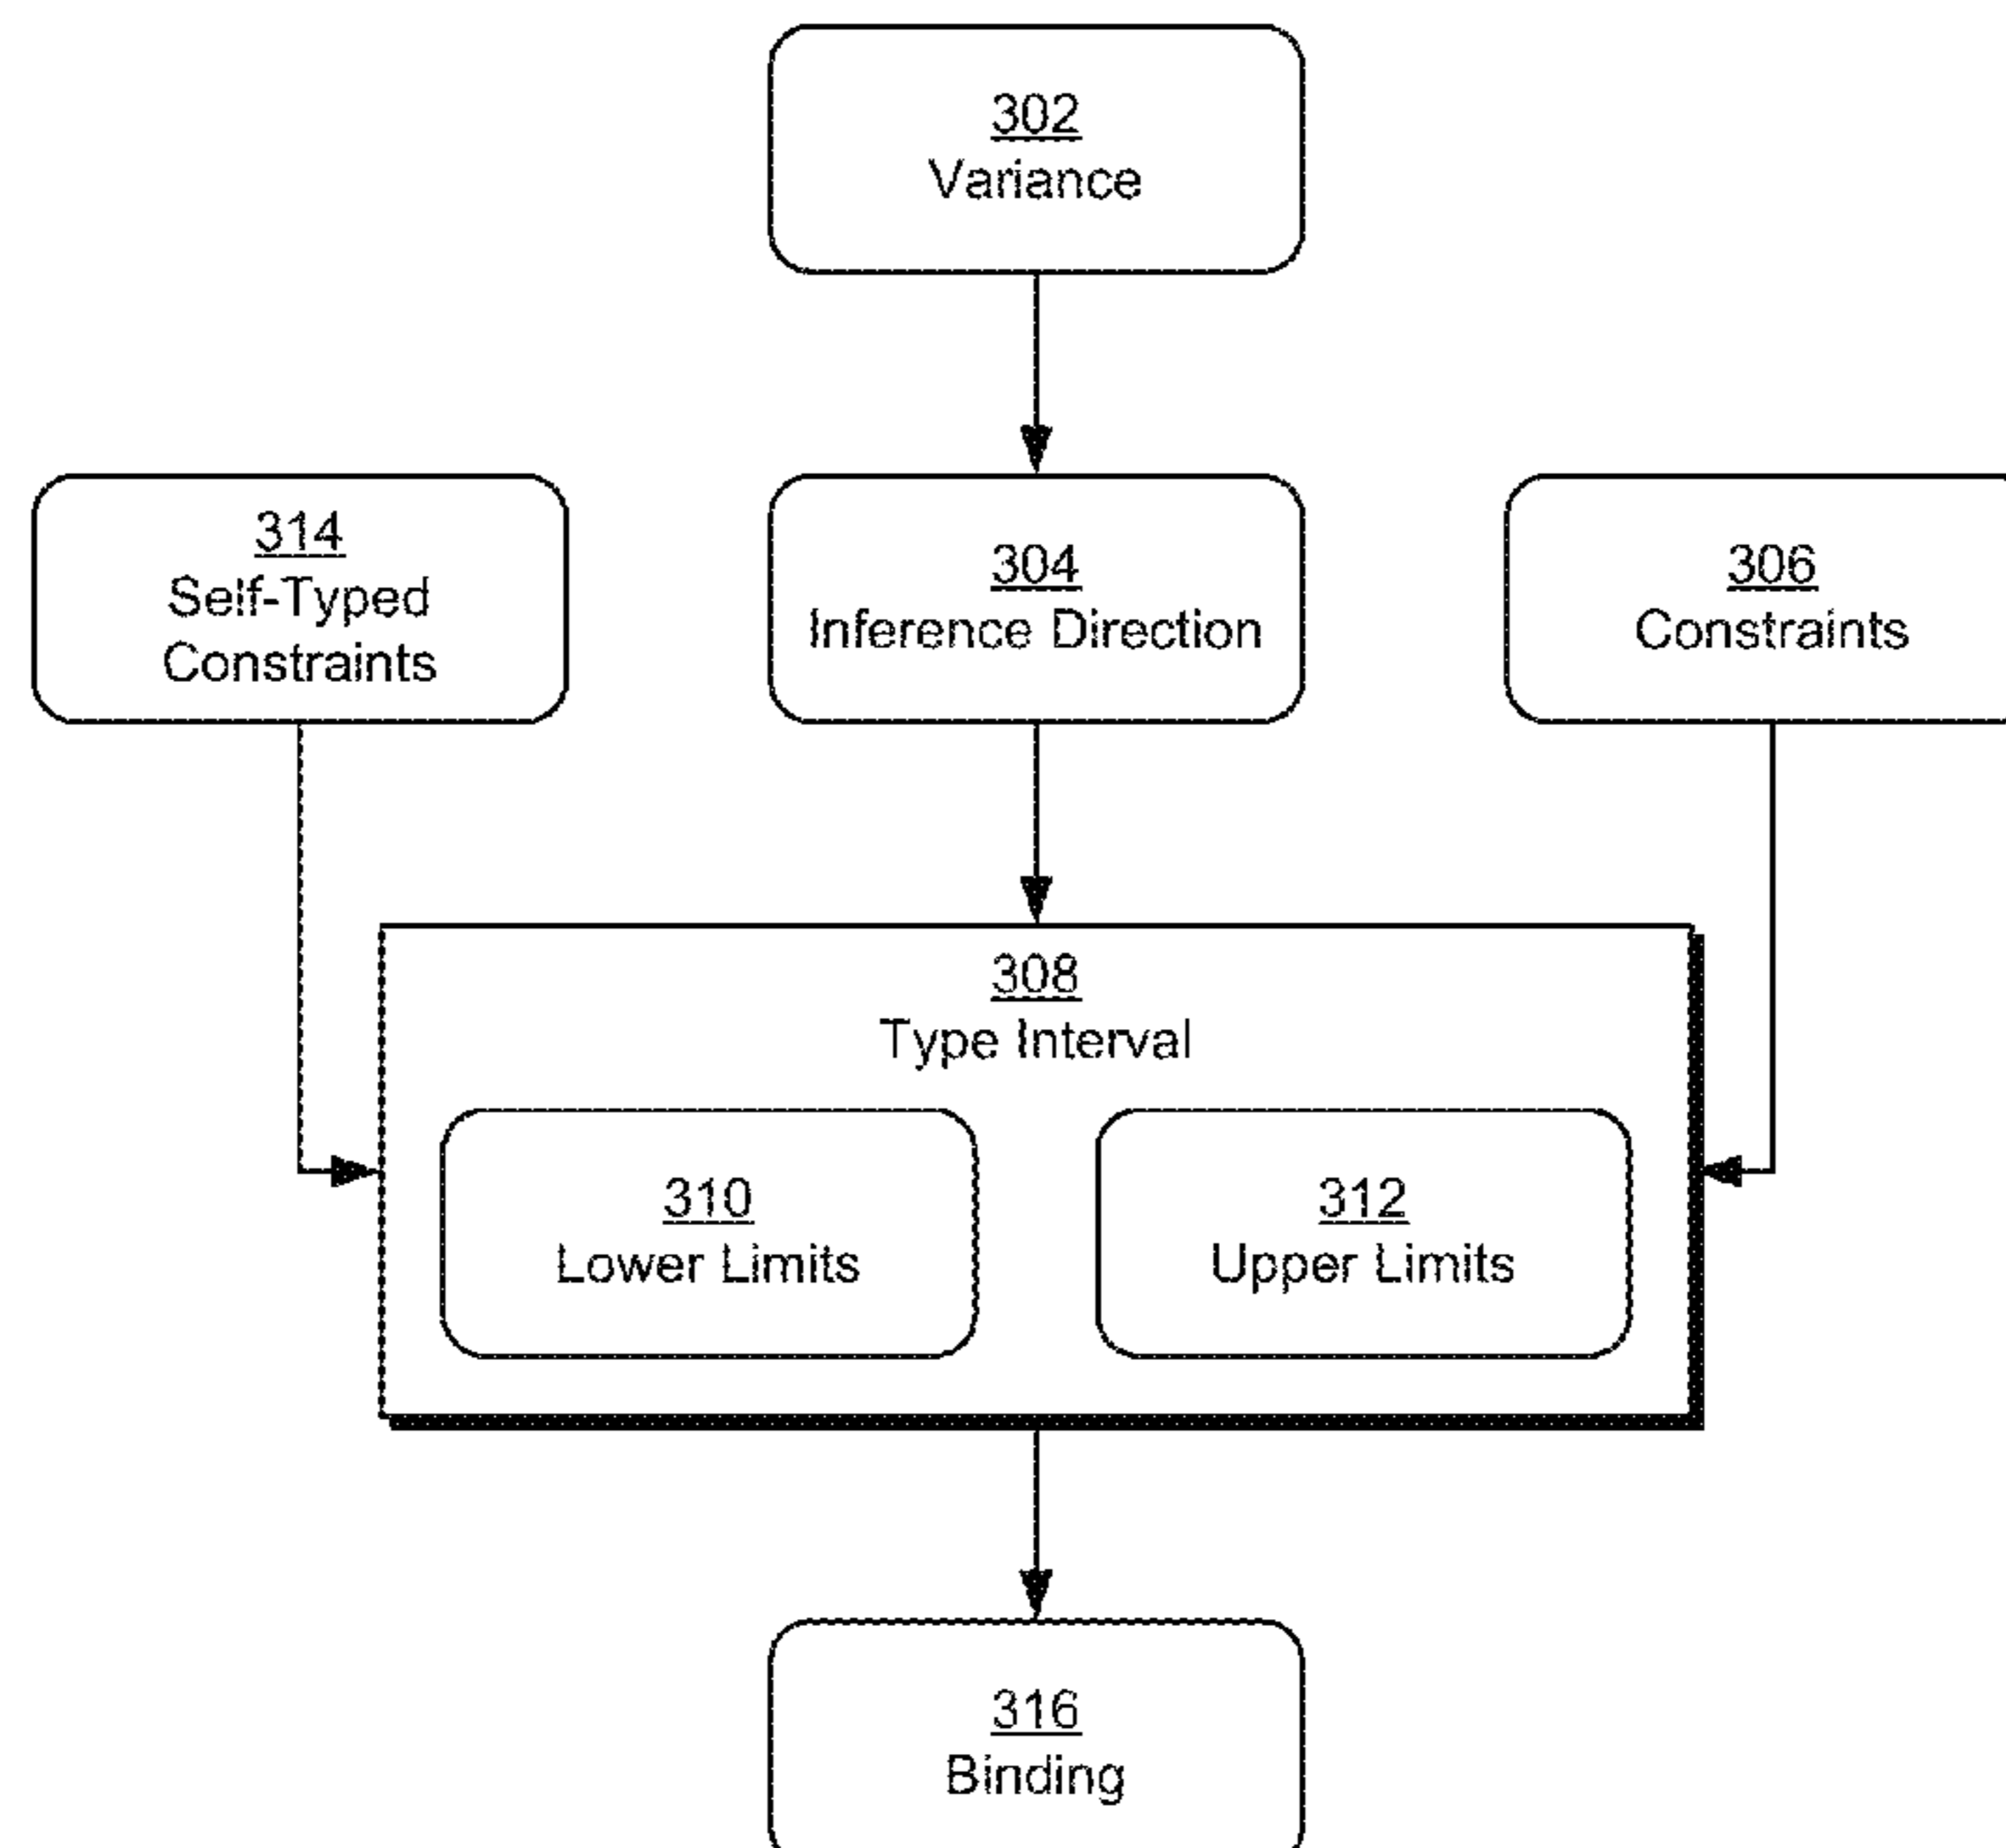 302
Variance
314
Self-Typed
Constraints
304
Inference Direction
306
Constraints
308
Type Interval
310
Lower Limits
312
Upper Limits
316
Binding